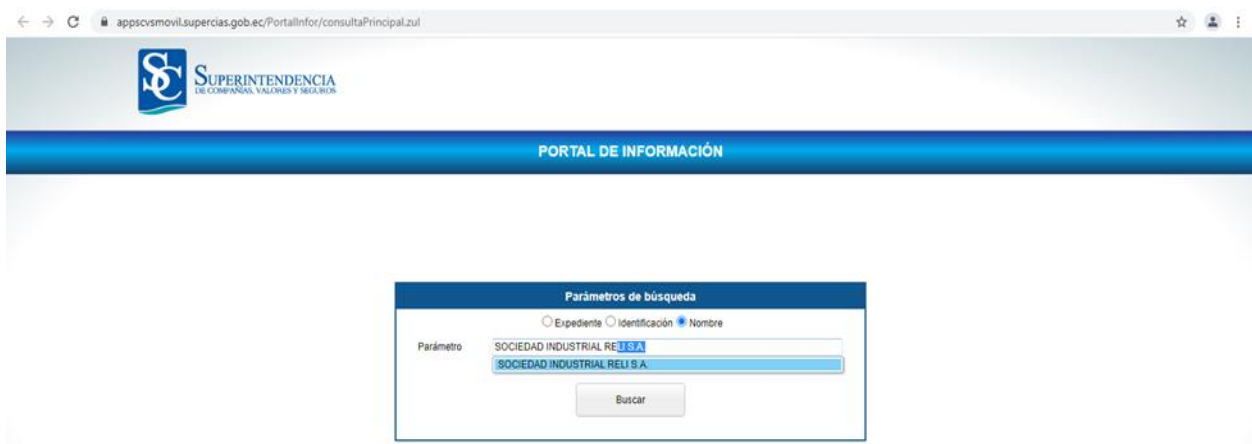 appscvsmovil.supercias.gob.ec/PortalInfor/consultaPrincipal.zul
SC SUPERINTENDENCIA
DE COMPAÑÍAS, VALORES Y SEGUROS
PORTAL DE INFORMACIÓN
Parámetros de búsqueda
Expediente Identificación Nombre
Parámetro SOCIEDAD INDUSTRIAL RELI S.A.
SOCIEDAD INDUSTRIAL RELI S.A.
Buscar